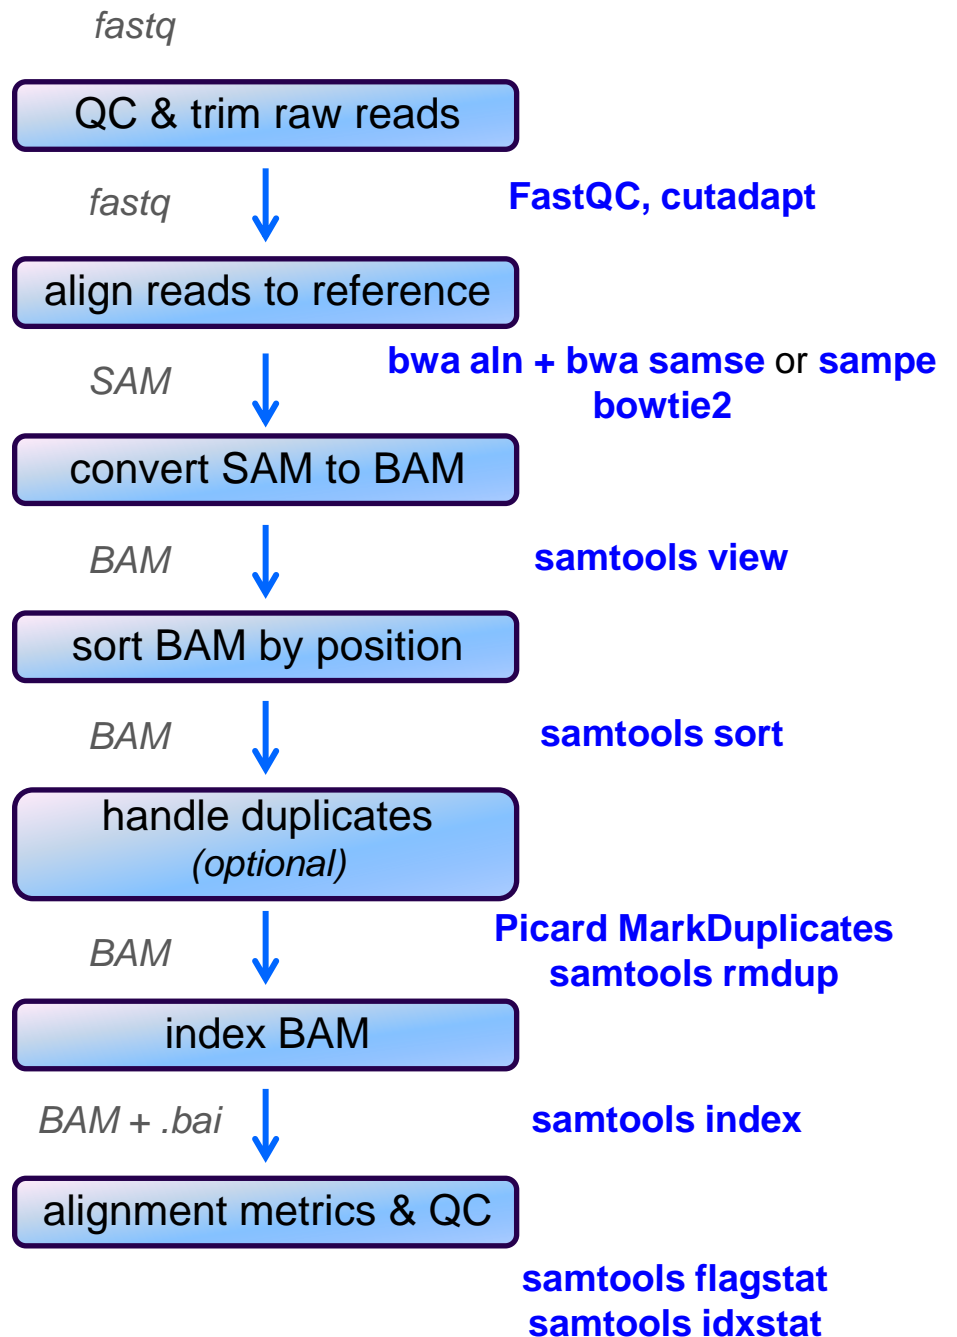 fastq
QC & trim raw reads
fastq
FastQC, cutadapt
align reads to reference
SAM
bwa aln + bwa samse or sampe
bowtie2
convert SAM to BAM
BAM
samtools view
sort BAM by position
BAM
samtools sort
handle duplicates
(optional)
BAM
Picard MarkDuplicates
samtools rmdup
index BAM
BAM + .bai
samtools index
alignment metrics & QC
samtools flagstat
samtools idxstat